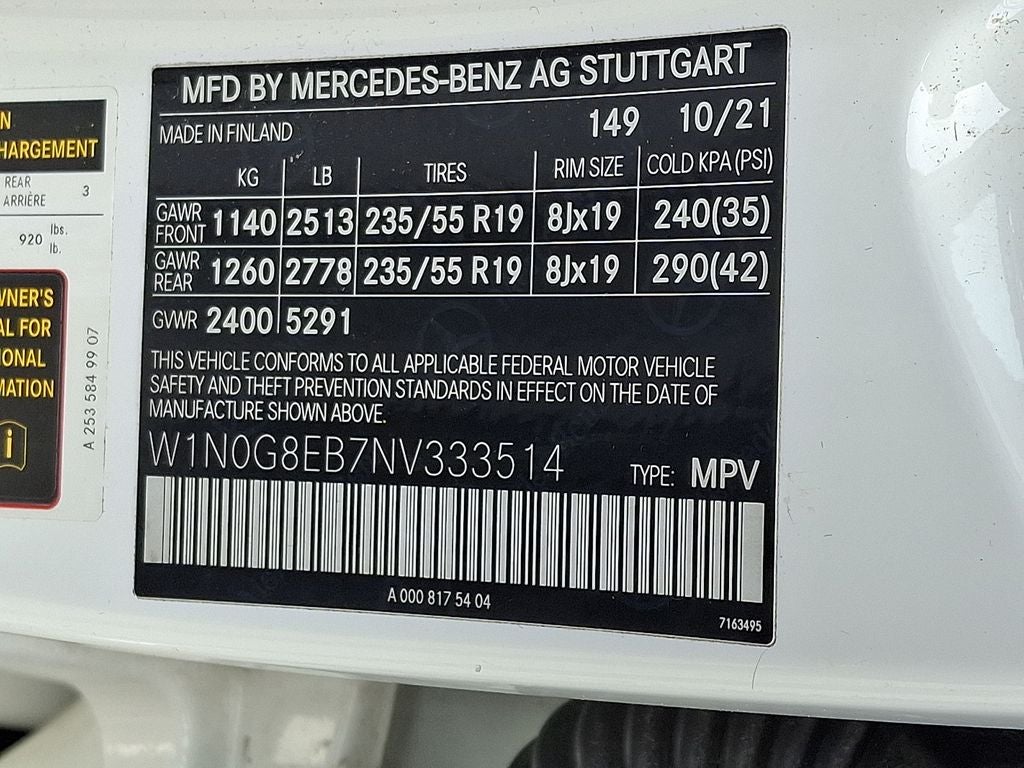 MFD BY MERCEDES-BENZ AG STUTTGART
MADE IN FINLAND 149 10/21
KG LB TIRES RIM SIZE COLD KPA (PSI)
GAWR FRONT 1140 2513 235/55 R19 8Jx19 240(35)
GAWR REAR 1260 2778 235/55 R19 8Jx19 290(42)
GVWR 2400 5291
THIS VEHICLE CONFORMS TO ALL APPLICABLE FEDERAL MOTOR VEHICLE
SAFETY AND THEFT PREVENTION STANDARDS IN EFFECT ON THE DATE OF
MANUFACTURE SHOWN ABOVE.
W1N0G8EB7NV333514 TYPE: MPV
A 000 817 54 04
7163495
N
HARGEMENT
REAR
ARRIÈRE 3
920 lbs.
lb.
WNER'S
AL FOR
IONAL
MATION
i
A 253 584 99 07